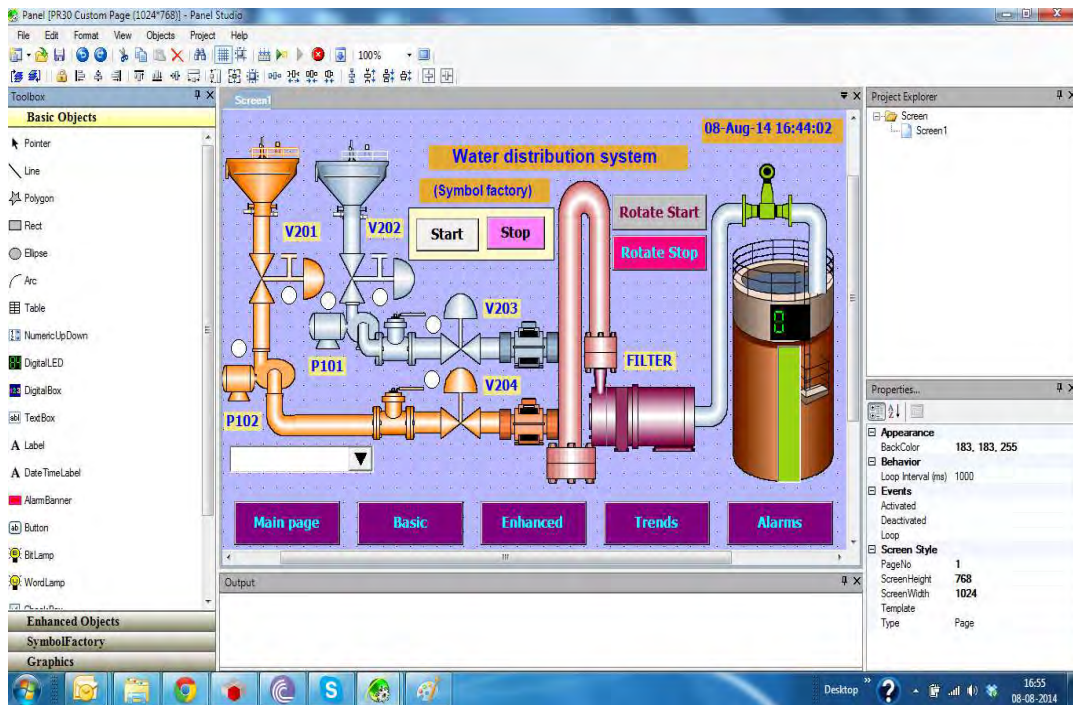 Panel [PR30 Custom Page (1024*768)] - Panel Studio
File Edit Format View Objects Project Help
100%
Toolbox
Basic Objects
Pointer
Line
Polygon
Rect
Ellipse
Arc
Table
NumericUpDown
DigitalLED
DigitalBox
TextBox
Label
DateTimeLabel
AlarmBanner
Button
BitLamp
WordLamp
CheckBox
Enhanced Objects
SymbolFactory
Graphics
Screen1
08-Aug-14 16:44:02
Water distribution system
(Symbol factory)
Start Stop
Rotate Start
Rotate Stop
V201
V202
V203
P101
FILTER
V204
P102
0
Main page Basic Enhanced Trends Alarms
Output
Project Explorer
Screen
Screen1
Properties...
Appearance
BackColor 183, 183, 255
Behavior
Loop Interval (ms) 1000
Events
Activated
Deactivated
Loop
Screen Style
PageNo 1
ScreenHeight 768
ScreenWidth 1024
Template
Type Page
Desktop
16:55
08-08-2014